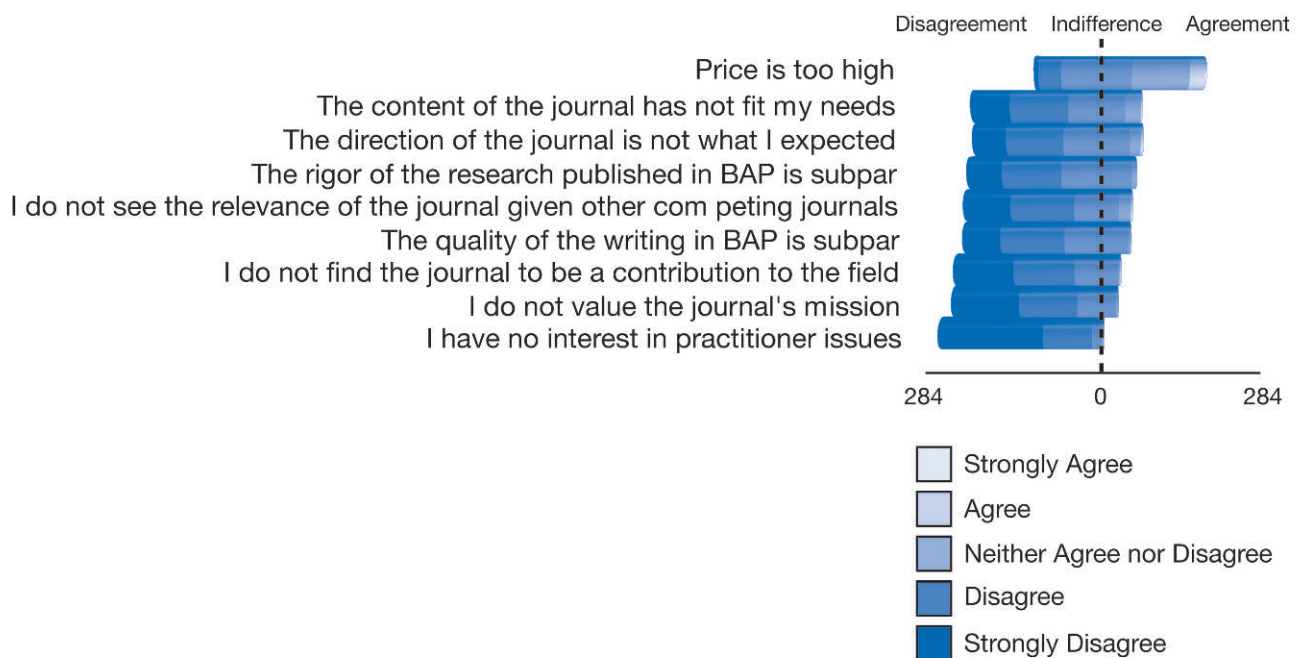 Disagreement Indifference Agreement
Price is too high
The content of the journal has not fit my needs
The direction of the journal is not what I expected
The rigor of the research published in BAP is subpar
I do not see the relevance of the journal given other com peting journals
The quality of the writing in BAP is subpar
I do not find the journal to be a contribution to the field
I do not value the journal's mission
I have no interest in practitioner issues
284 0 284
Strongly Agree
Agree
Neither Agree nor Disagree
Disagree
Strongly Disagree